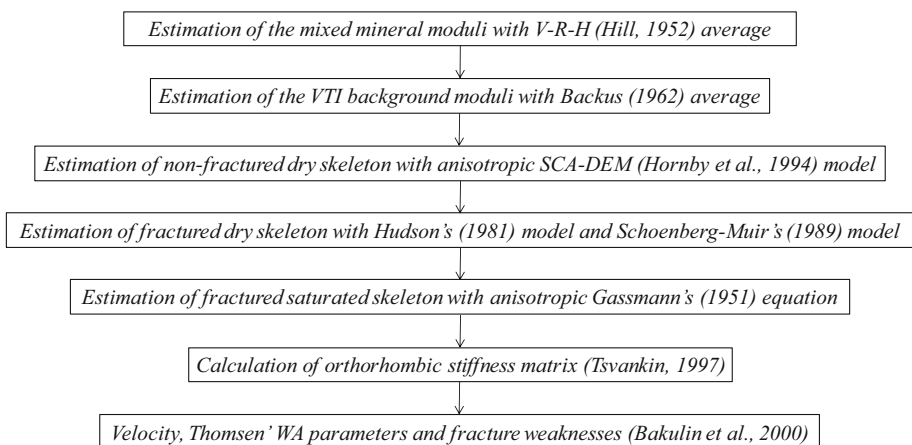 Estimation of the mixed mineral moduli with V-R-H (Hill, 1952) average
Estimation of the VTI background moduli with Backus (1962) average
Estimation of non-fractured dry skeleton with anisotropic SCA-DEM (Hornby et al., 1994) model
Estimation of fractured dry skeleton with Hudson's (1981) model and Schoenberg-Muir's (1989) model
Estimation of fractured saturated skeleton with anisotropic Gassmann's (1951) equation
Calculation of orthorhombic stiffness matrix (Tsvankin, 1997)
Velocity, Thomsen' WA parameters and fracture weaknesses (Bakulin et al., 2000)